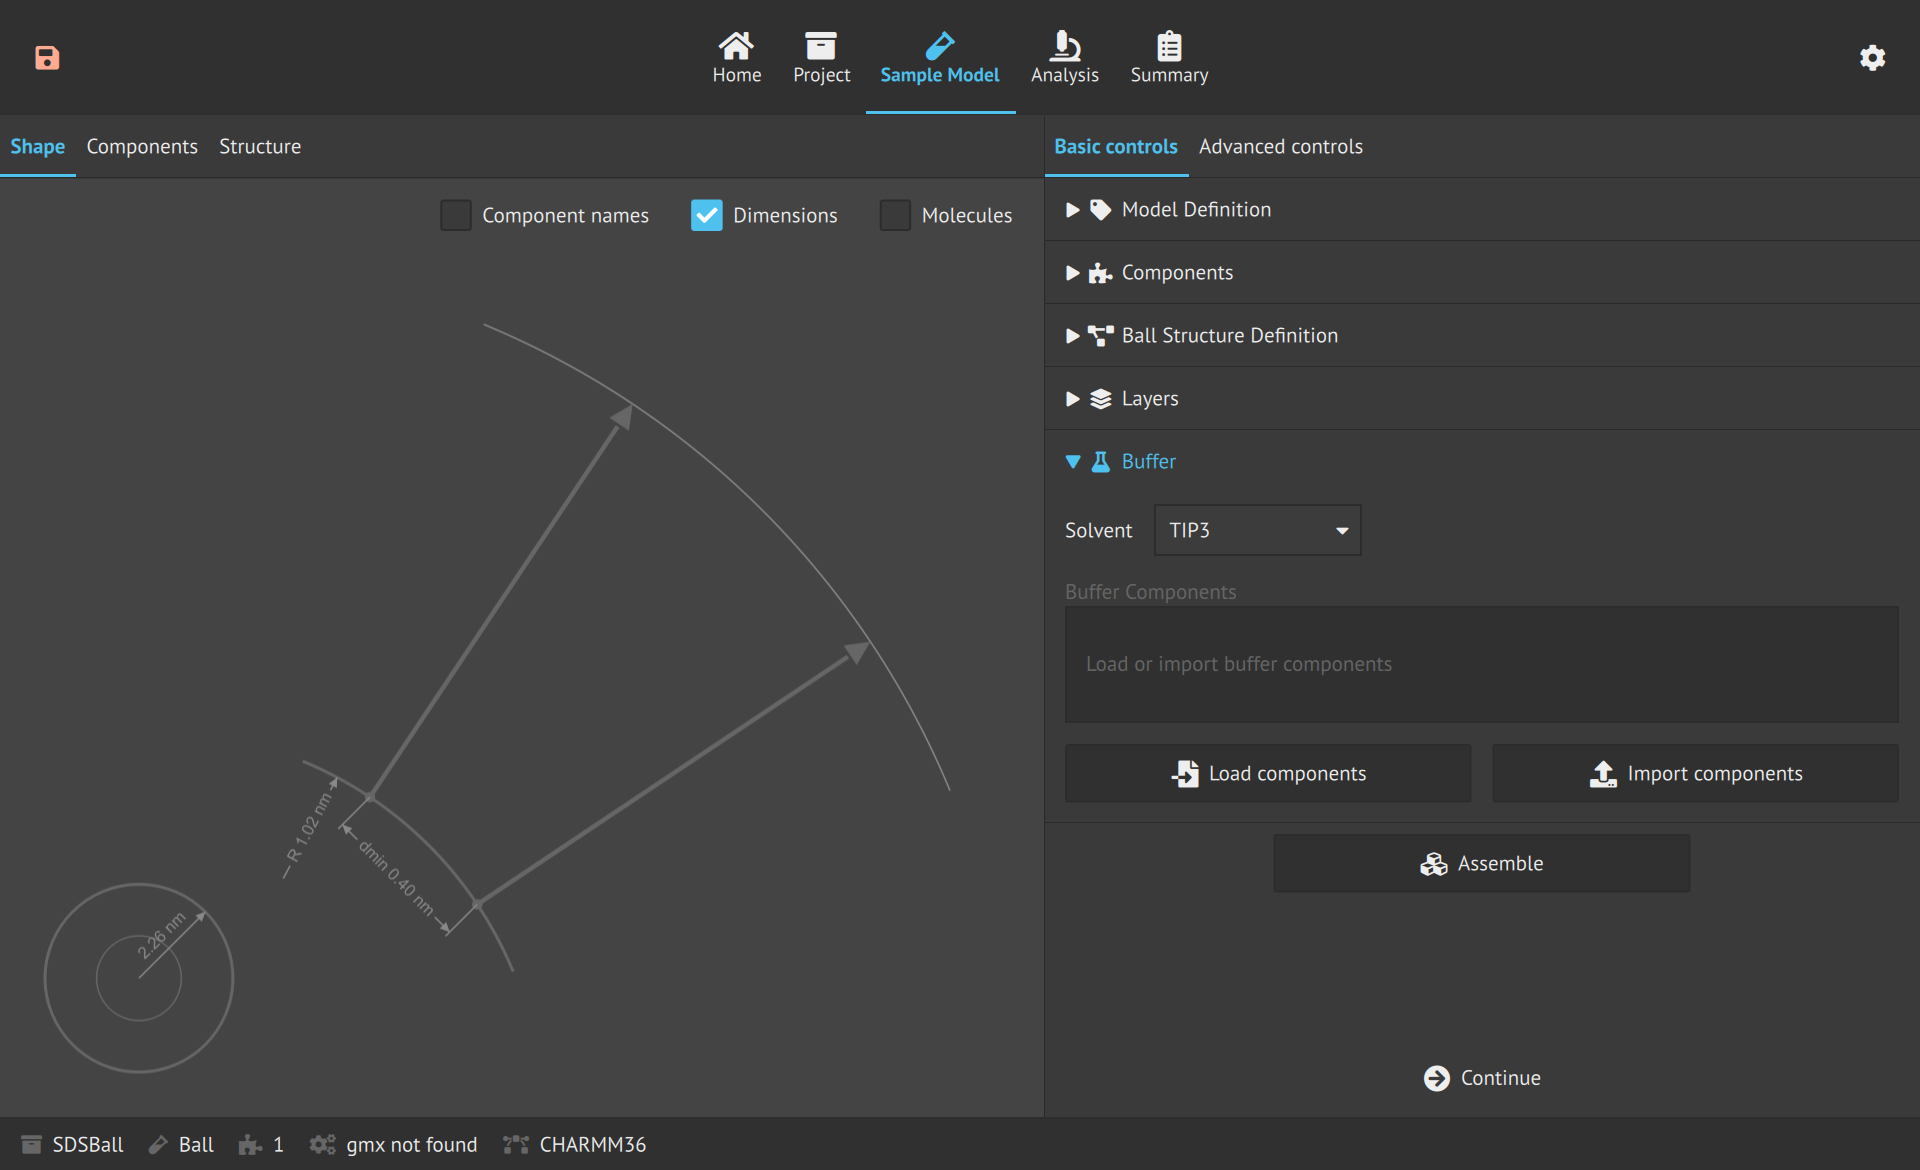 Home Project Sample Model Analysis Summary
Shape Components Structure
Basic controls Advanced controls
Component names Dimensions Molecules
R 1.02 nm
dmin 0.40 nm
2.26 nm
Model Definition
Components
Ball Structure Definition
Layers
Buffer
Solvent TIP3
Buffer Components
Load or import buffer components
Load components Import components
Assemble
Continue
SDSBall Ball 1 gmx not found CHARMM36